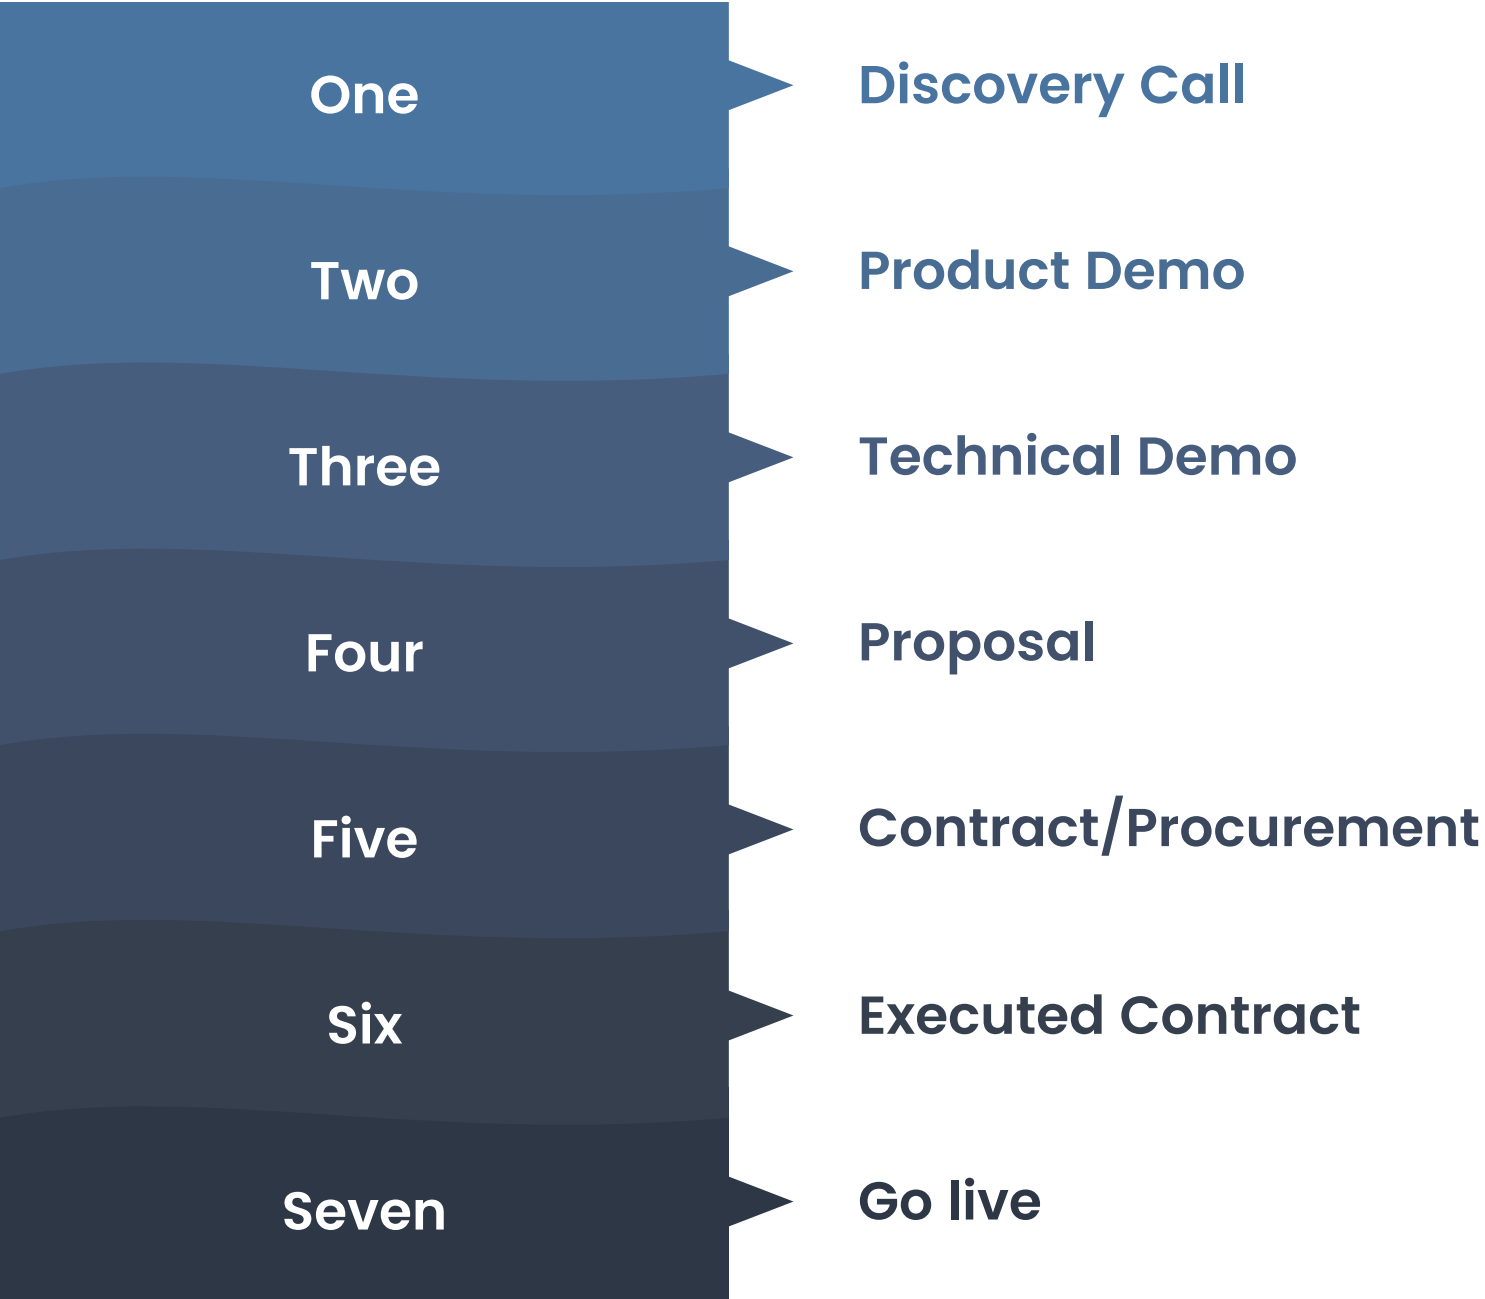 One
Discovery Call
Two
Product Demo
Three
Technical Demo
Four
Proposal
Five
Contract/Procurement
Six
Executed Contract
Seven
Go live